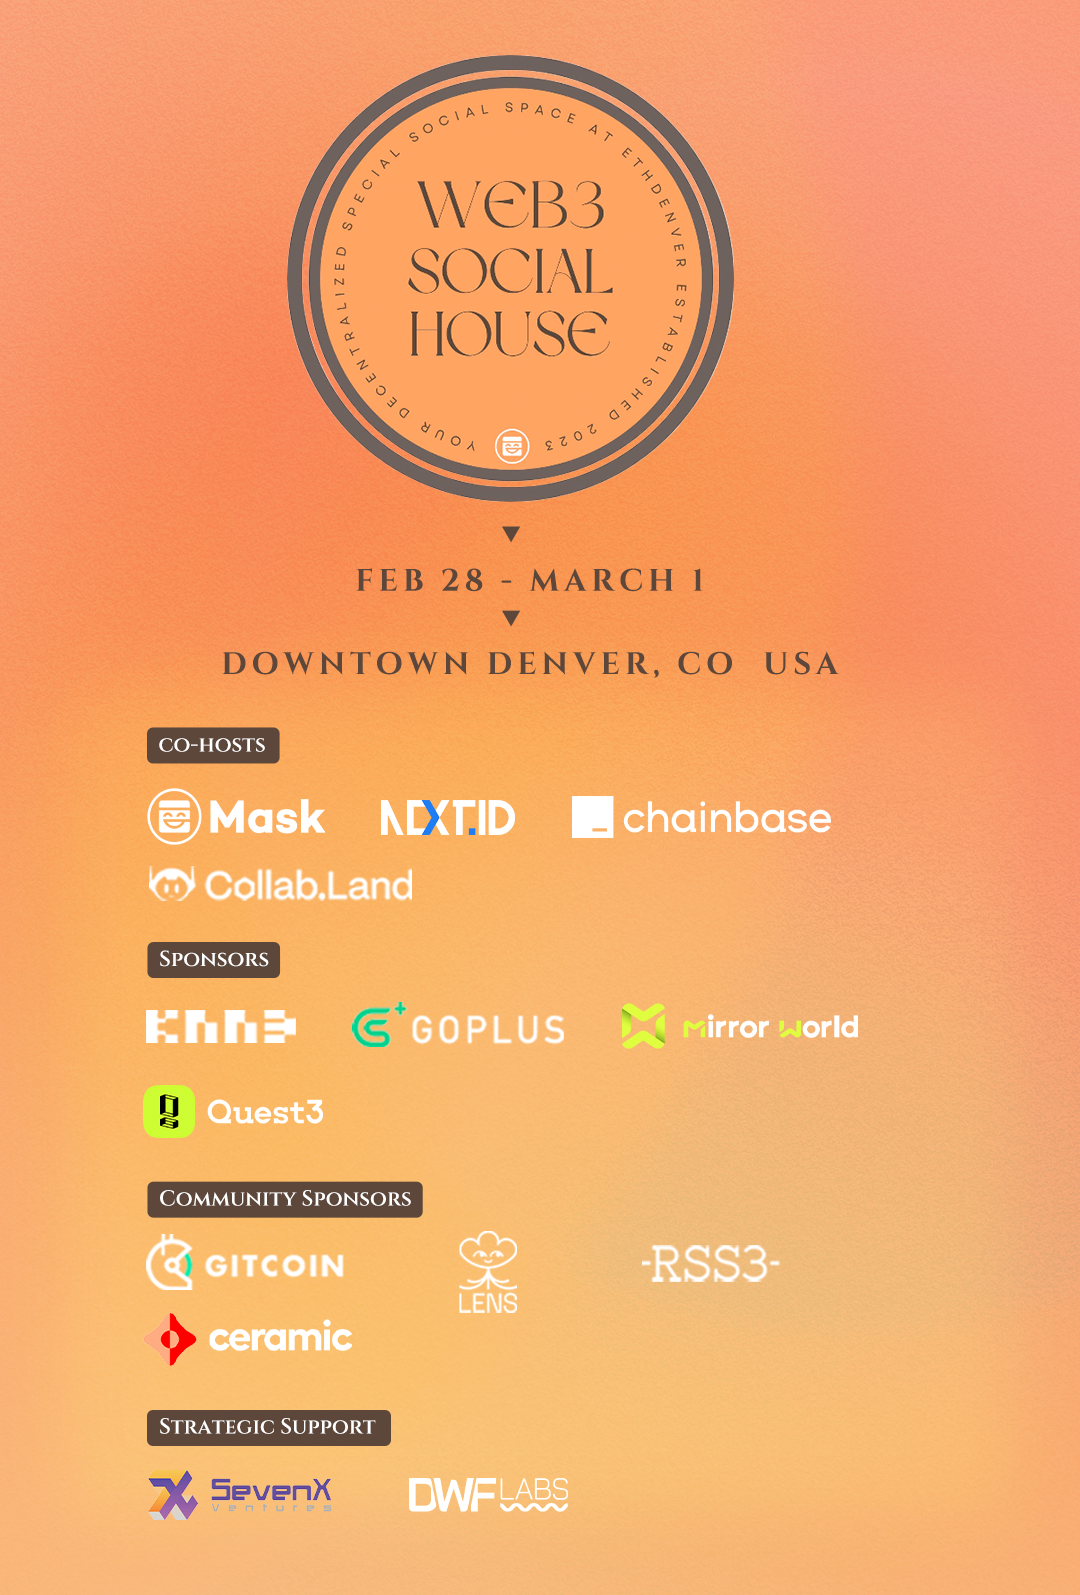 YOUR DECENTRALIZED SPECIAL SOCIAL SPACE AT ETHDENVER ESTABLISHED 2023
WEB3
SOCIAL
HOUSE
FEB 28 - MARCH 1
DOWNTOWN DENVER, CO USA
CO-HOSTS
Mask NEXT.ID chainbase
Collab.Land
SPONSORS
KNN3 GOPLUS Mirror World
Quest3
COMMUNITY SPONSORS
GITCOIN LENS -RSS3-
ceramic
STRATEGIC SUPPORT
SevenX Ventures DWF LABS